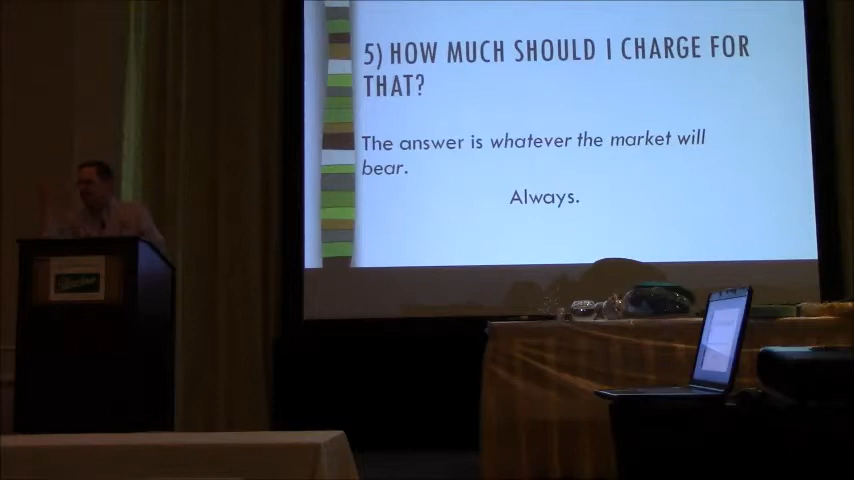 5) HOW MUCH SHOULD I CHARGE FOR
THAT?
The answer is whatever the market will
bear.
Always.